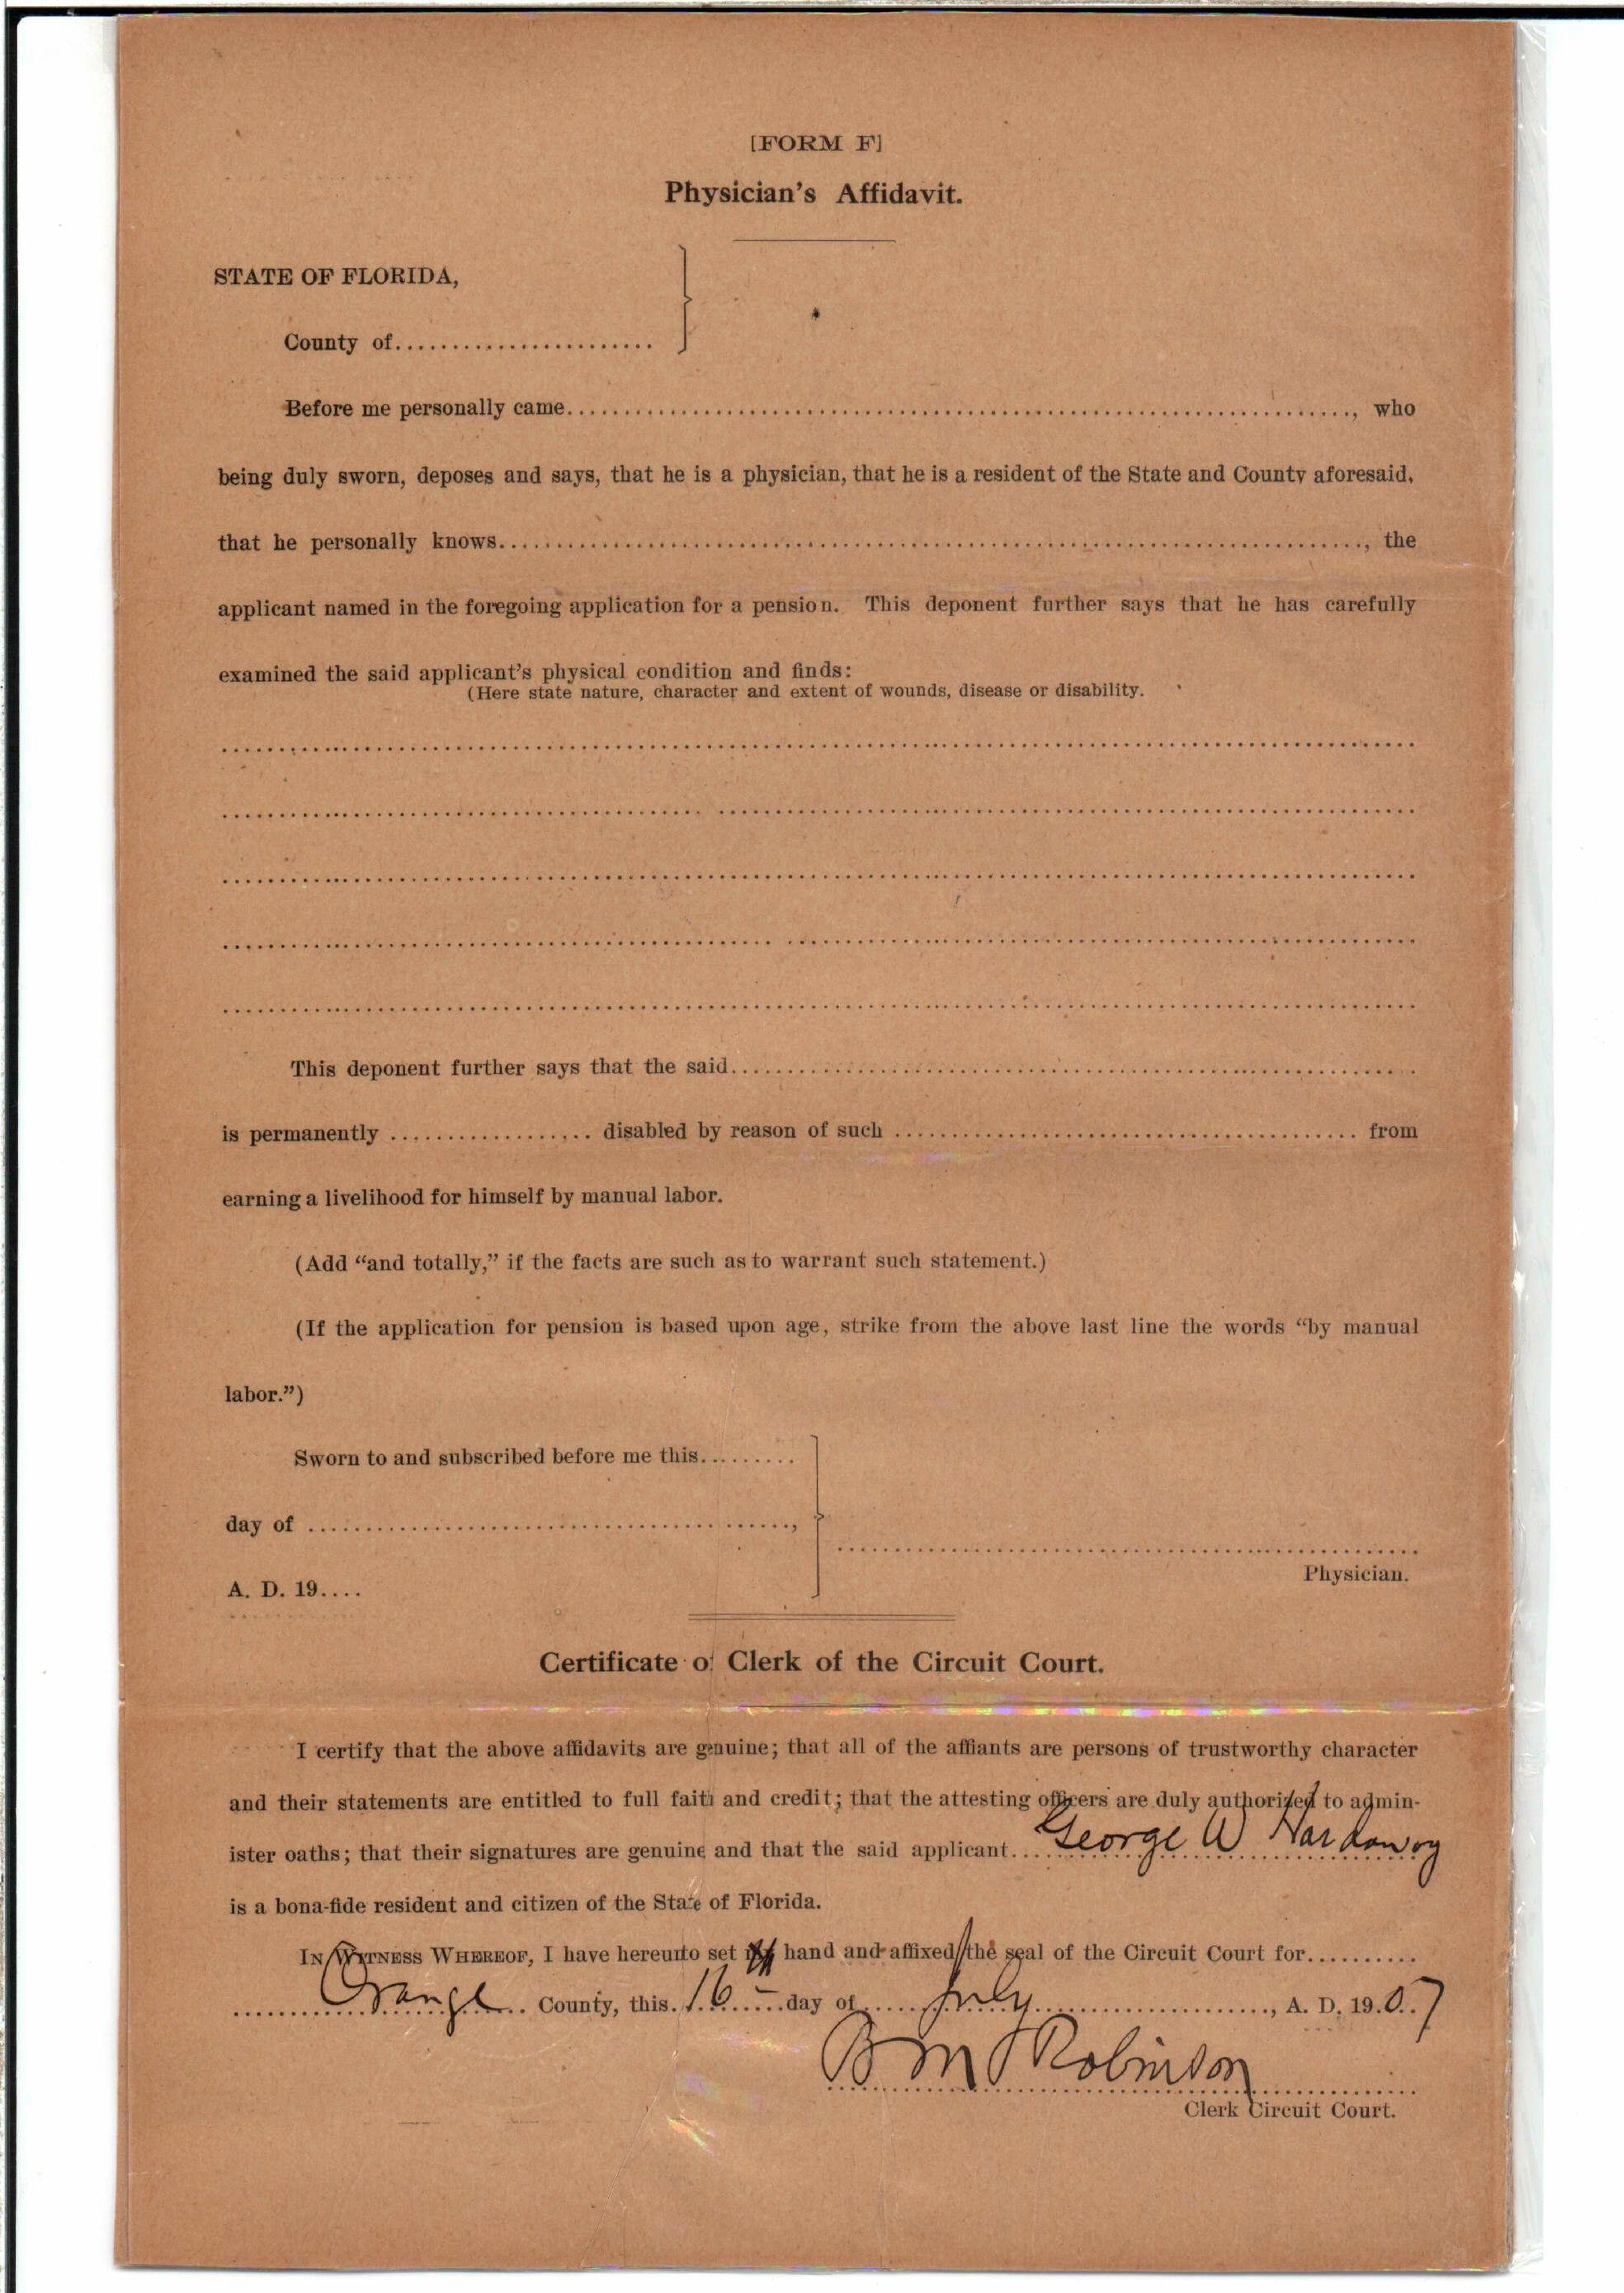 [FORM F]
Physician's Affidavit.
STATE OF FLORIDA,
County of.......................
Before me personally came......................................................................, who
being duly sworn, deposes and says, that he is a physician, that he is a resident of the State and County aforesaid,
that he personally knows............................................................................., the
applicant named in the foregoing application for a pension. This deponent further says that he has carefully
examined the said applicant's physical condition and finds:
(Here state nature, character and extent of wounds, disease or disability.
This deponent further says that the said.............................................................
is permanently .................. disabled by reason of such ......................................... from
earning a livelihood for himself by manual labor.
(Add "and totally," if the facts are such as to warrant such statement.)
(If the application for pension is based upon age, strike from the above last line the words "by manual
labor.")
Sworn to and subscribed before me this.........
day of ...........................................,
A. D. 19....
Physician.
Certificate of Clerk of the Circuit Court.
I certify that the above affidavits are genuine; that all of the affiants are persons of trustworthy character
and their statements are entitled to full faith and credit; that the attesting officers are duly authorized to admin-
ister oaths; that their signatures are genuine and that the said applicant.... George W Hardaway
is a bona-fide resident and citizen of the State of Florida.
IN WITNESS WHEREOF, I have hereunto set my hand and affixed the seal of the Circuit Court for..........
Orange County, this 16 day of July, A. D. 1907
B M Robinson
Clerk Circuit Court.